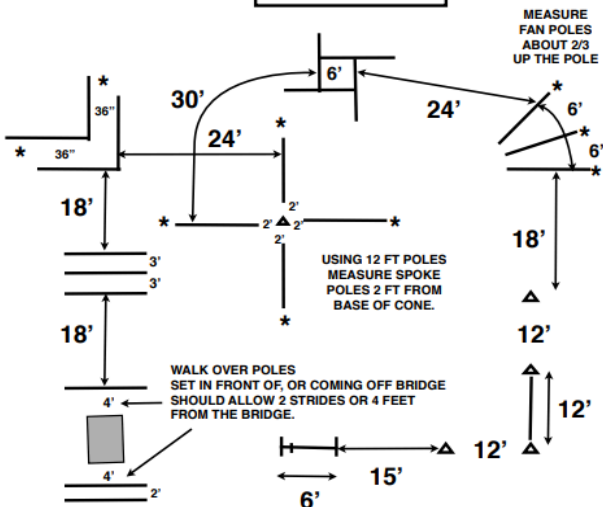 MEASURE
FAN POLES
ABOUT 2/3
UP THE POLE
*
6'
30'
24'
*
6'
36"
*
*
24'
*
6'
*
36"
*
18'
2'
18'
*
2'
2'
*
2'
3'
3'
USING 12 FT POLES
MEASURE SPOKE
POLES 2 FT FROM
BASE OF CONE.
*
18'
12'
WALK OVER POLES
SET IN FRONT OF, OR COMING OFF BRIDGE
SHOULD ALLOW 2 STRIDES OR 4 FEET
FROM THE BRIDGE.
4'
12'
12'
4'
15'
2'
6'